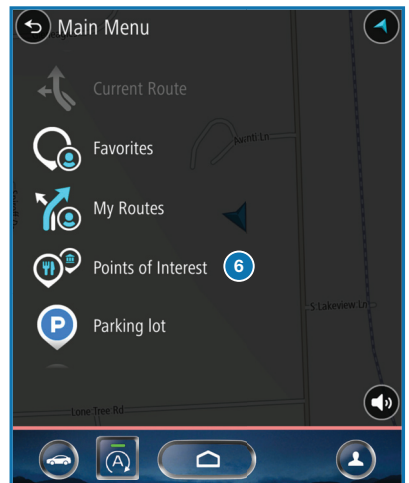 Main Menu
Current Route
Favorites
Avanti Ln
My Routes
Points of Interest 6
S Lakeview Ln
P Parking lot
Lone Tree Rd
A